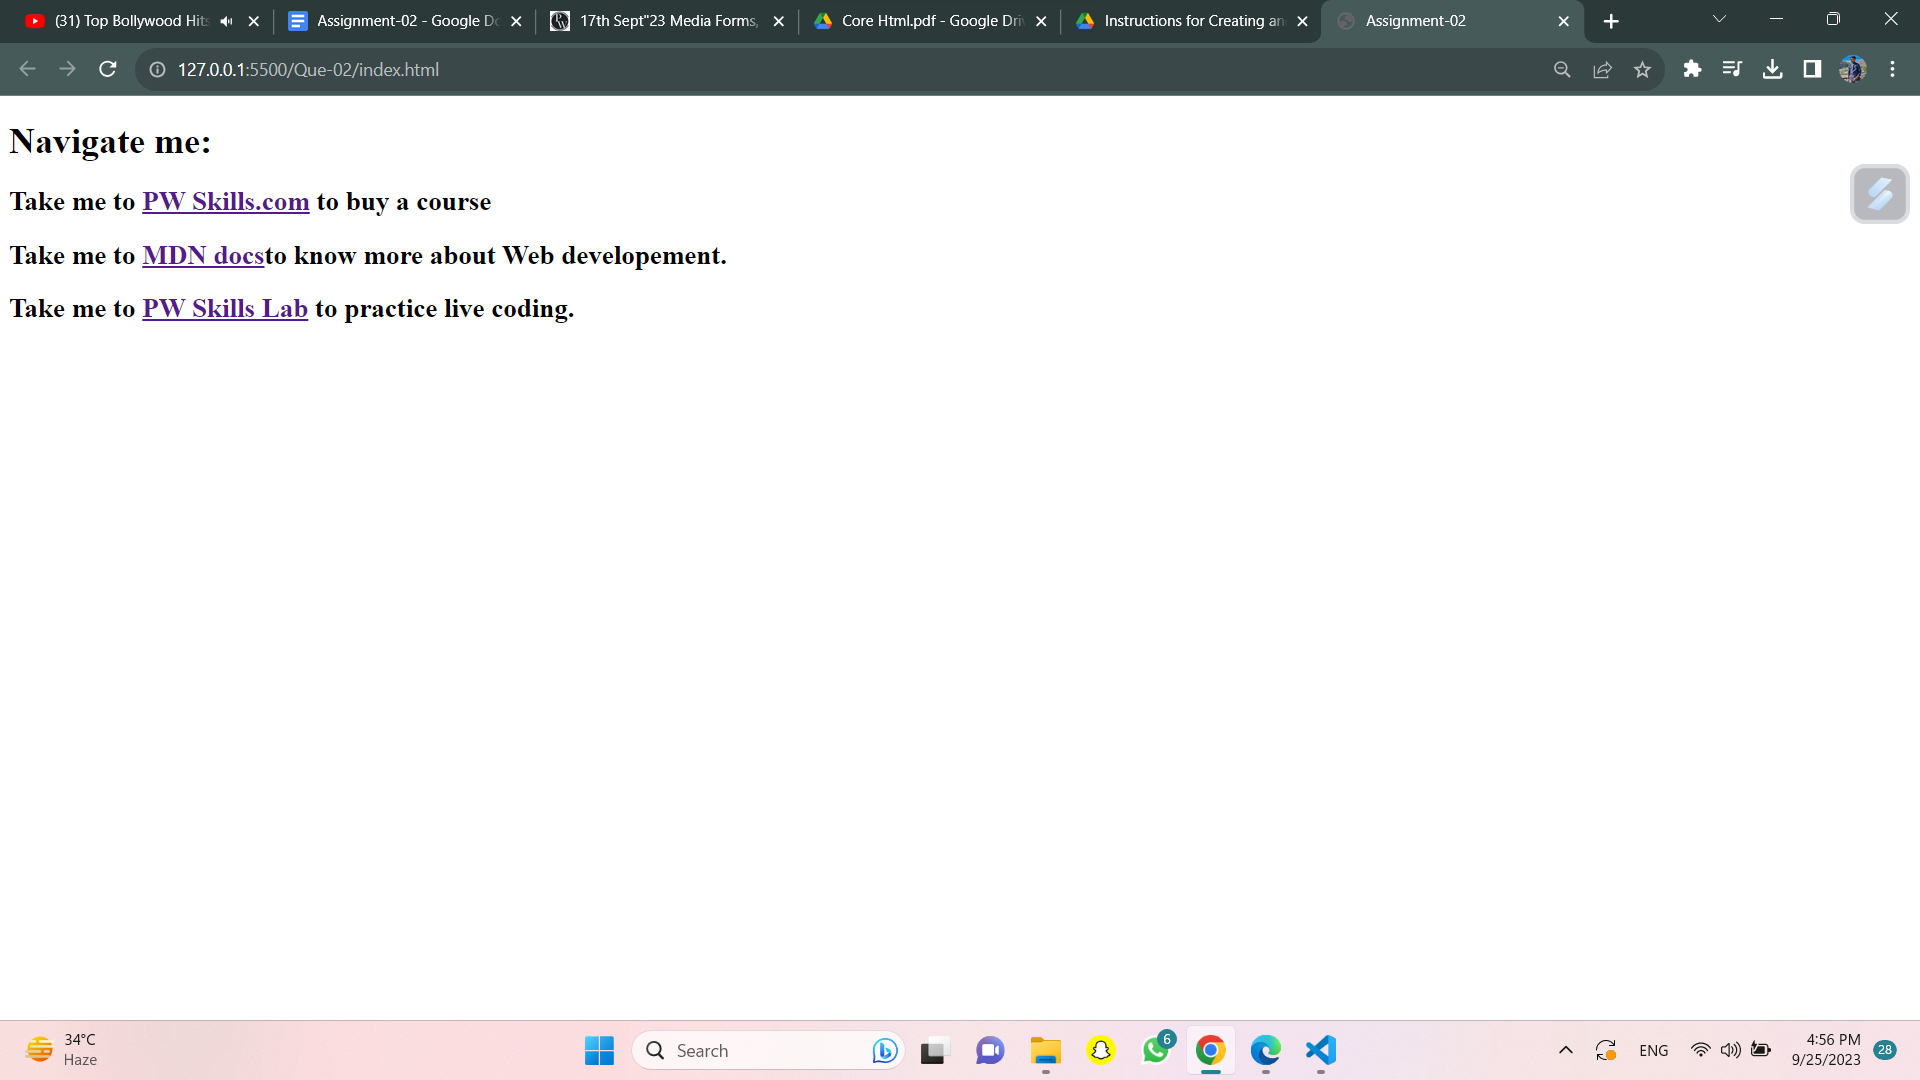 (31) Top Bollywood Hits
Assignment-02 - Google Do
17th Sept"23 Media Forms,
Core Html.pdf - Google Driv
Instructions for Creating an
Assignment-02
127.0.0.1:5500/Que-02/index.html
Navigate me:
Take me to PW Skills.com to buy a course
Take me to MDN docsto know more about Web developement.
Take me to PW Skills Lab to practice live coding.
34°C
Haze
Search
6
ENG
4:56 PM
9/25/2023
28